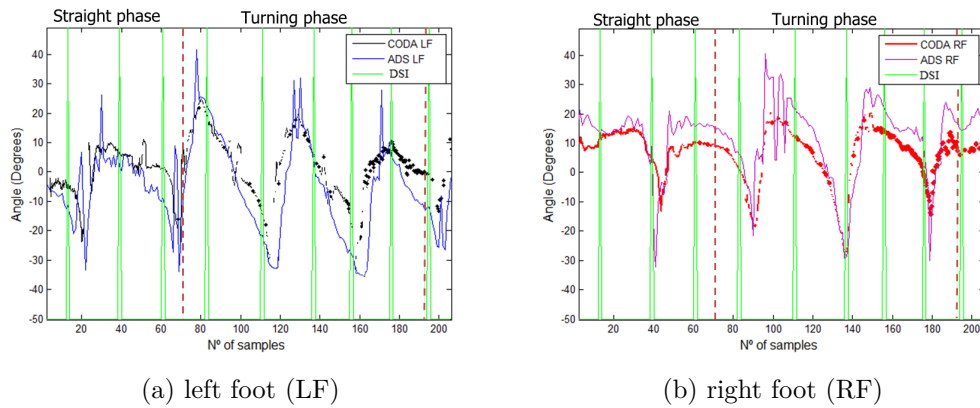 Straight phase
Turning phase
CODA LF
ADS LF
DSI
Angle (Degrees)
40
30
20
10
0
-10
-20
-30
-40
-50
20
40
60
80
100
120
140
160
180
200
Nº of samples
(a) left foot (LF)
Straight phase
Turning phase
CODA RF
ADS RF
DSI
Angle (Degrees)
40
30
20
10
0
-10
-20
-30
-40
-50
20
40
60
80
100
120
140
160
180
200
Nº of samples
(b) right foot (RF)